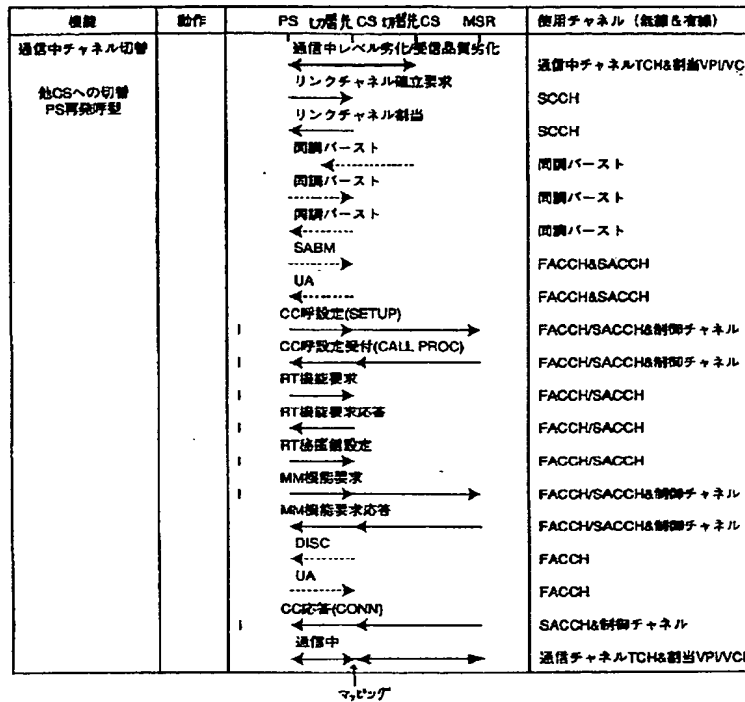 機能 動作 PS 切替先CS 切替元CS MSR 使用チャネル（無線&有線）
通信中チャネル切替 通信中レベル劣化/受信品質劣化 通信中チャネルTCH&割当VPI/VC
他CSへの切替
PS再発呼型
リンクチャネル確立要求 SCCH
リンクチャネル割当 SCCH
同調バースト 同調バースト
同調バースト 同調バースト
同調バースト 同調バースト
SABM FACCH&SACCH
UA FACCH&SACCH
CC呼設定(SETUP) FACCH/SACCH&制御チャネル
CC呼設定受付(CALL PROC) FACCH/SACCH&制御チャネル
RT機能要求 FACCH/SACCH
RT機能要求応答 FACCH/SACCH
RT秘匿鍵設定 FACCH/SACCH
MM機能要求 FACCH/SACCH&制御チャネル
MM機能要求応答 FACCH/SACCH&制御チャネル
DISC FACCH
UA FACCH
CC応答(CONN) SACCH&制御チャネル
通信中 通信チャネルTCH&割当VPI/VCI
マッピング